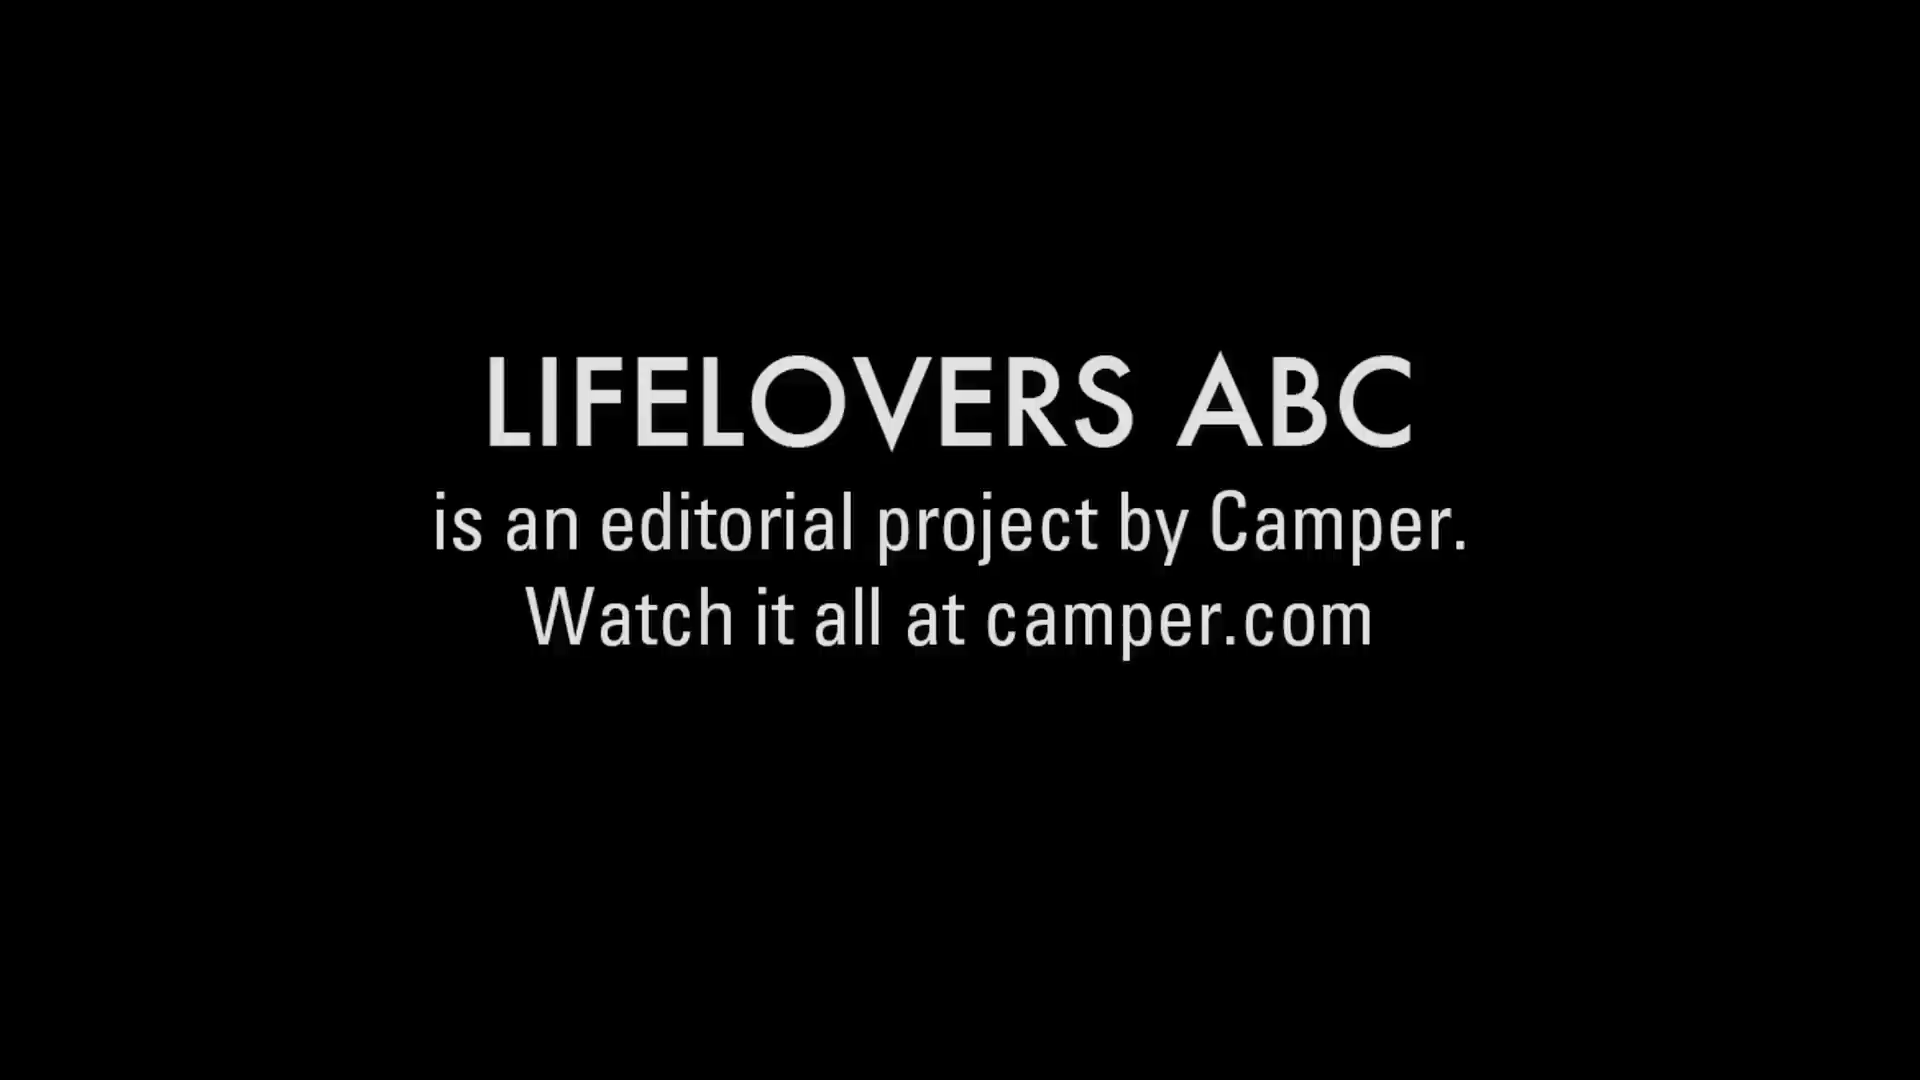 LIFELOVERS ABC
is an editorial project by Camper.
Watch it all at camper.com